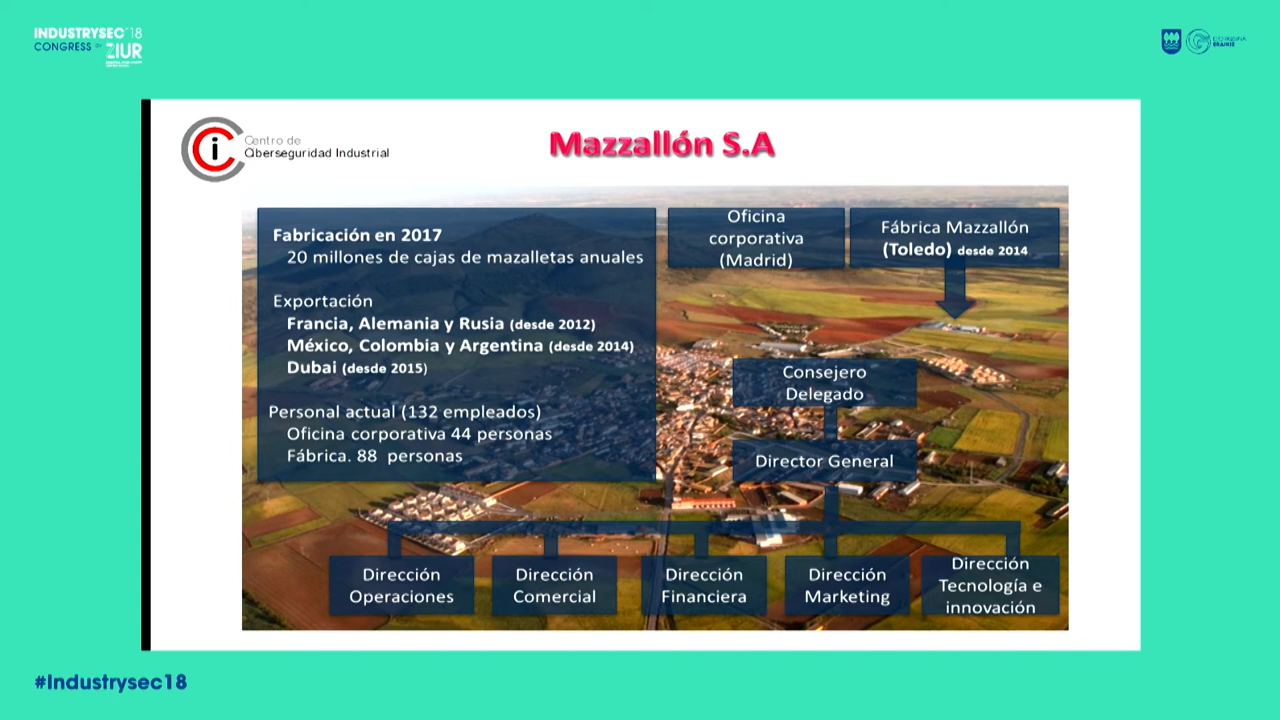 INDUSTRYSEC'18
CONGRESS BY ZIUR
Centro de
Ciberseguridad Industrial
Mazzallón S.A
Fabricación en 2017
20 millones de cajas de mazalletas anuales
Exportación
Francia, Alemania y Rusia (desde 2012)
México, Colombia y Argentina (desde 2014)
Dubai (desde 2015)
Personal actual (132 empleados)
Oficina corporativa 44 personas
Fábrica. 88 personas
Oficina
corporativa
(Madrid)
Fábrica Mazzallón
(Toledo) desde 2014
Consejero
Delegado
Director General
Dirección
Operaciones
Dirección
Comercial
Dirección
Financiera
Dirección
Marketing
Dirección
Tecnología e
innovación
#Industrysec18